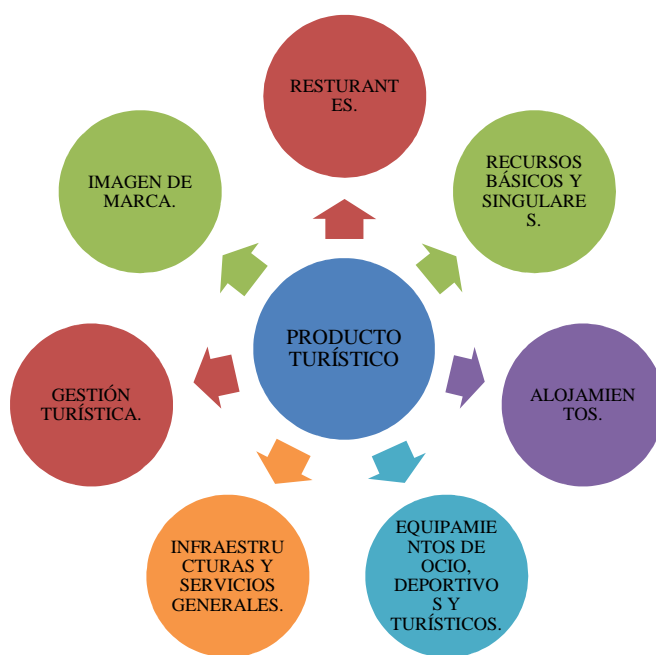 RESTURANT
ES.
RECURSOS
BÁSICOS Y
SINGULARE
S.
IMAGEN DE
MARCA.
PRODUCTO
TURÍSTICO
GESTIÓN
TURÍSTICA.
ALOJAMIEN
TOS.
INFRAESTRU
CTURAS Y
SERVICIOS
GENERALES.
EQUIPAMIE
NTOS DE
OCIO,
DEPORTIVO
S Y
TURÍSTICOS.